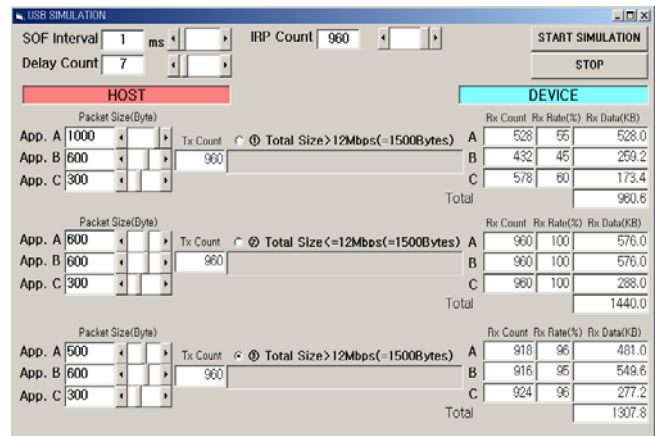 USB SIMULATION
SOF Interval 1 ms IRP Count 960 START SIMULATION
Delay Count 7 STOP
HOST DEVICE
Packet Size(Byte) Rx Count Rx Rate(%) Rx Data(KB)
App. A 1000 Tx Count ① Total Size>12Mbps(=1500Bytes) A 528 55 528.0
App. B 600 960 B 432 45 259.2
App. C 300 C 578 60 173.4
Total 960.6
Packet Size(Byte) Rx Count Rx Rate(%) Rx Data(KB)
App. A 600 Tx Count ② Total Size<=12Mbps(=1500Bytes) A 960 100 576.0
App. B 600 960 B 960 100 576.0
App. C 300 C 960 100 288.0
Total 1440.0
Packet Size(Byte) Rx Count Rx Rate(%) Rx Data(KB)
App. A 500 Tx Count ③ Total Size>12Mbps(=1500Bytes) A 918 96 481.0
App. B 600 960 B 916 95 549.6
App. C 300 C 924 96 277.2
Total 1307.8